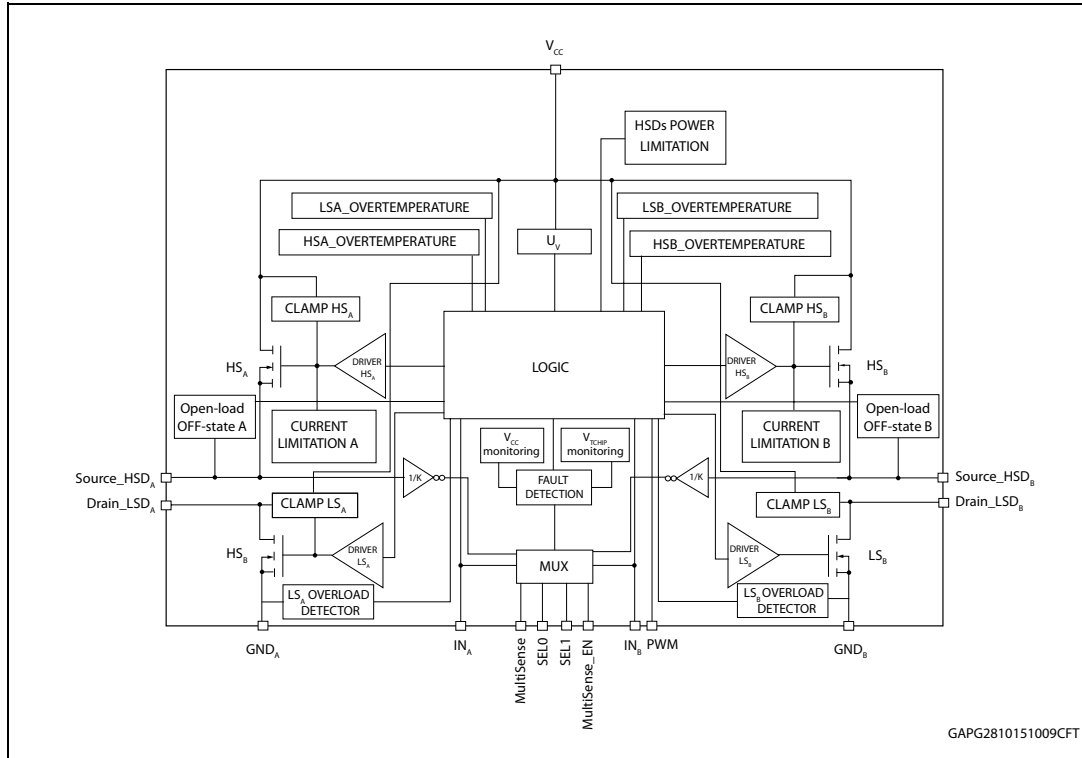 VCC
HSDs POWER
LIMITATION
LSA_OVERTEMPERATURE
LSB_OVERTEMPERATURE
HSA_OVERTEMPERATURE
UV
HSB_OVERTEMPERATURE
CLAMP HSA
CLAMP HSB
DRIVER
HSA
LOGIC
DRIVER
HSB
HSA
HSB
Open-load
OFF-state A
CURRENT
LIMITATION A
CURRENT
LIMITATION B
Open-load
OFF-state B
VCC
monitoring
VTCHIP
monitoring
Source_HSDA
1/K
FAULT
DETECTION
1/K
Source_HSDB
Drain_LSDA
CLAMP LSA
CLAMP LSB
Drain_LSDB
HSB
DRIVER
LSA
MUX
DRIVER
LSB
LSB
LSA OVERLOAD
DETECTOR
LSB OVERLOAD
DETECTOR
GNDA
INA
MultiSense
SEL0
SEL1
MultiSense_EN
INB
PWM
GNDB
GAPG2810151009CFT